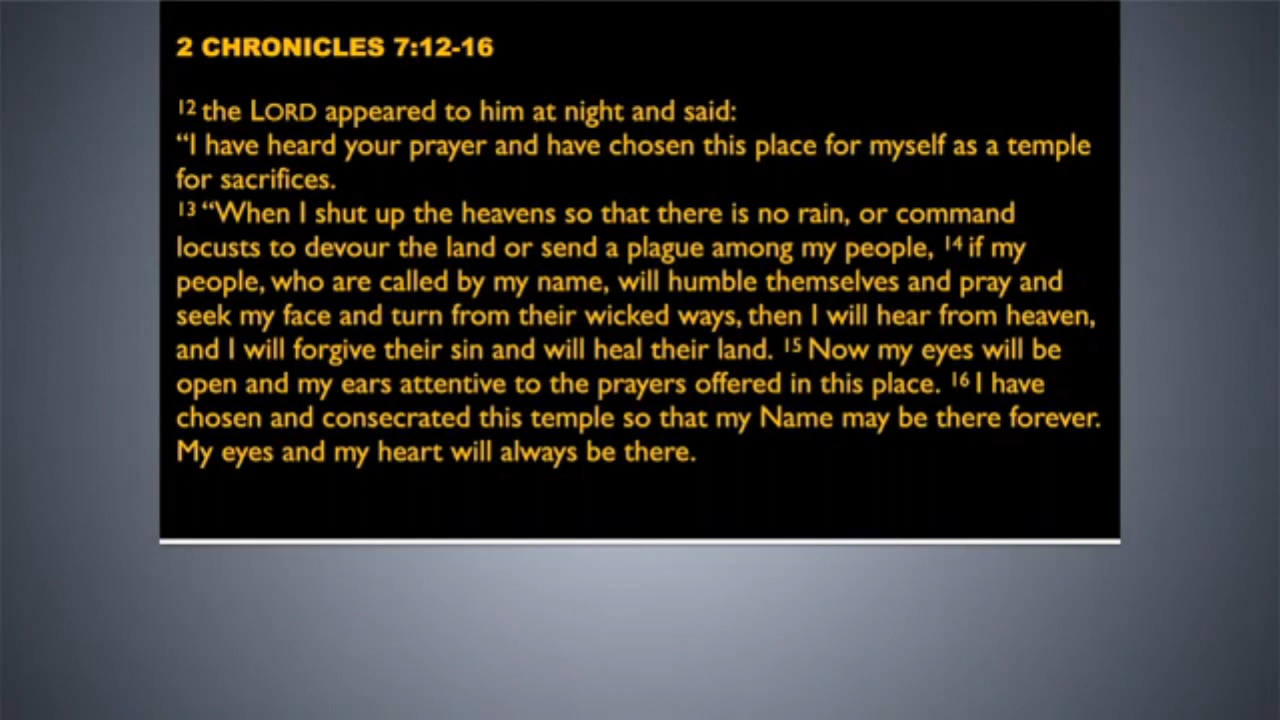 2 CHRONICLES 7:12-16
12 the LORD appeared to him at night and said:
“I have heard your prayer and have chosen this place for myself as a temple
for sacrifices.
13 “When I shut up the heavens so that there is no rain, or command
locusts to devour the land or send a plague among my people, 14 if my
people, who are called by my name, will humble themselves and pray and
seek my face and turn from their wicked ways, then I will hear from heaven,
and I will forgive their sin and will heal their land. 15 Now my eyes will be
open and my ears attentive to the prayers offered in this place. 16 I have
chosen and consecrated this temple so that my Name may be there forever.
My eyes and my heart will always be there.